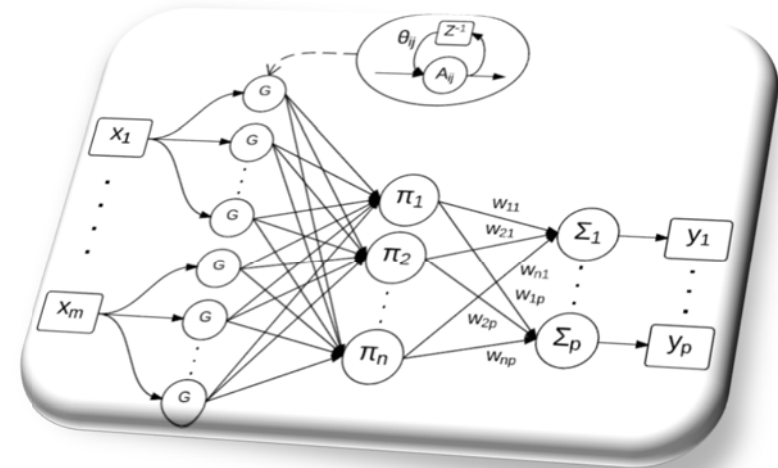 θij
Z⁻¹
Aij
G
x1
G
π1
w11
G
w21
Σ1
y1
π2
G
wn1
w1p
xm
G
w2p
Σp
yp
πn
wnp
G